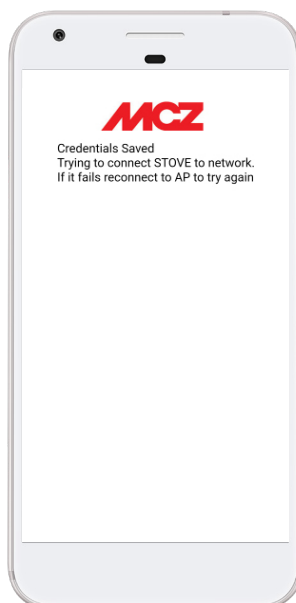 MCZ
Credentials Saved
Trying to connect STOVE to network.
If it fails reconnect to AP to try again